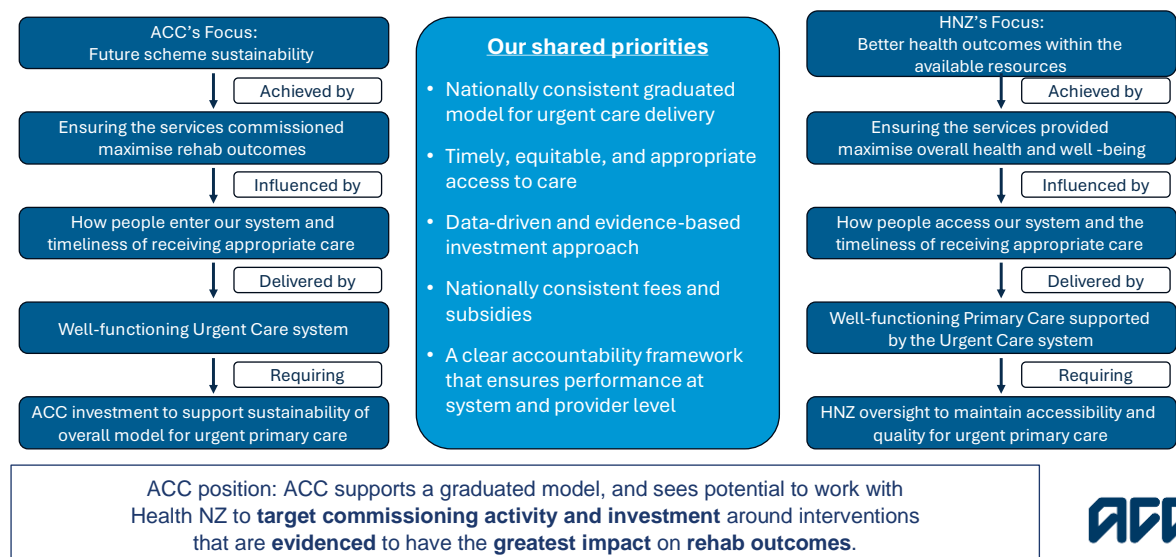 ACC's Focus:
Future scheme sustainability
Achieved by
Ensuring the services commissioned
maximise rehab outcomes
Influenced by
How people enter our system and
timeliness of receiving appropriate care
Delivered by
Well-functioning Urgent Care system
Requiring
ACC investment to support sustainability of
overall model for urgent primary care
Our shared priorities
• Nationally consistent graduated
model for urgent care delivery
• Timely, equitable, and appropriate
access to care
• Data-driven and evidence-based
investment approach
• Nationally consistent fees and
subsidies
• A clear accountability framework
that ensures performance at
system and provider level
HNZ's Focus:
Better health outcomes within the
available resources
Achieved by
Ensuring the services provided
maximise overall health and well -being
Influenced by
How people access our system and the
timeliness of receiving appropriate care
Delivered by
Well-functioning Primary Care supported
by the Urgent Care system
Requiring
HNZ oversight to maintain accessibility and
quality for urgent primary care
ACC position: ACC supports a graduated model, and sees potential to work with
Health NZ to target commissioning activity and investment around interventions
that are evidenced to have the greatest impact on rehab outcomes.
ACC